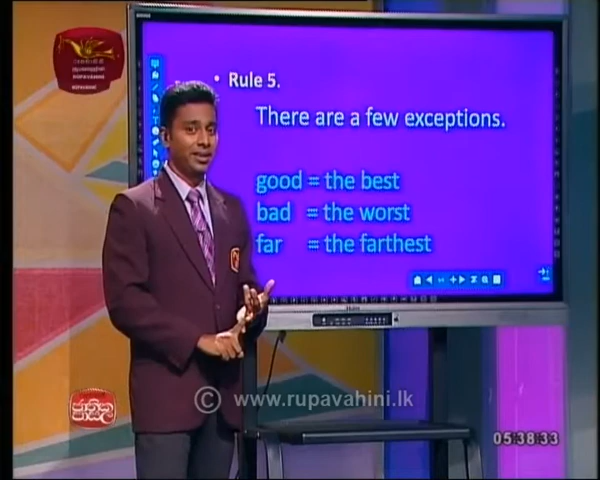 RUPAVAHINI
• Rule 5.
There are a few exceptions.
good = the best
bad = the worst
far = the farthest
© www.rupavahini.lk
ජාතික
05:38:33